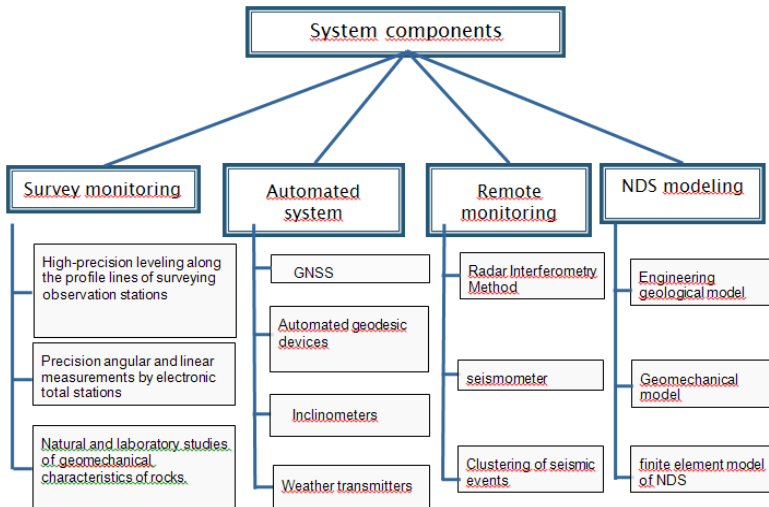 System components
Survey monitoring
High-precision leveling along
the profile lines of surveying
observation stations
Precision angular and linear
measurements by electronic
total stations
Natural and laboratory studies
of geomechanical
characteristics of rocks.
Automated
system
GNSS
Automated geodesic
devices
Inclinometers
Weather transmitters
Remote
monitoring
Radar Interferometry
Method
seismometer
Clustering of seismic
events
NDS modeling
Engineering
geological model
Geomechanical
model
finite element model
of NDS